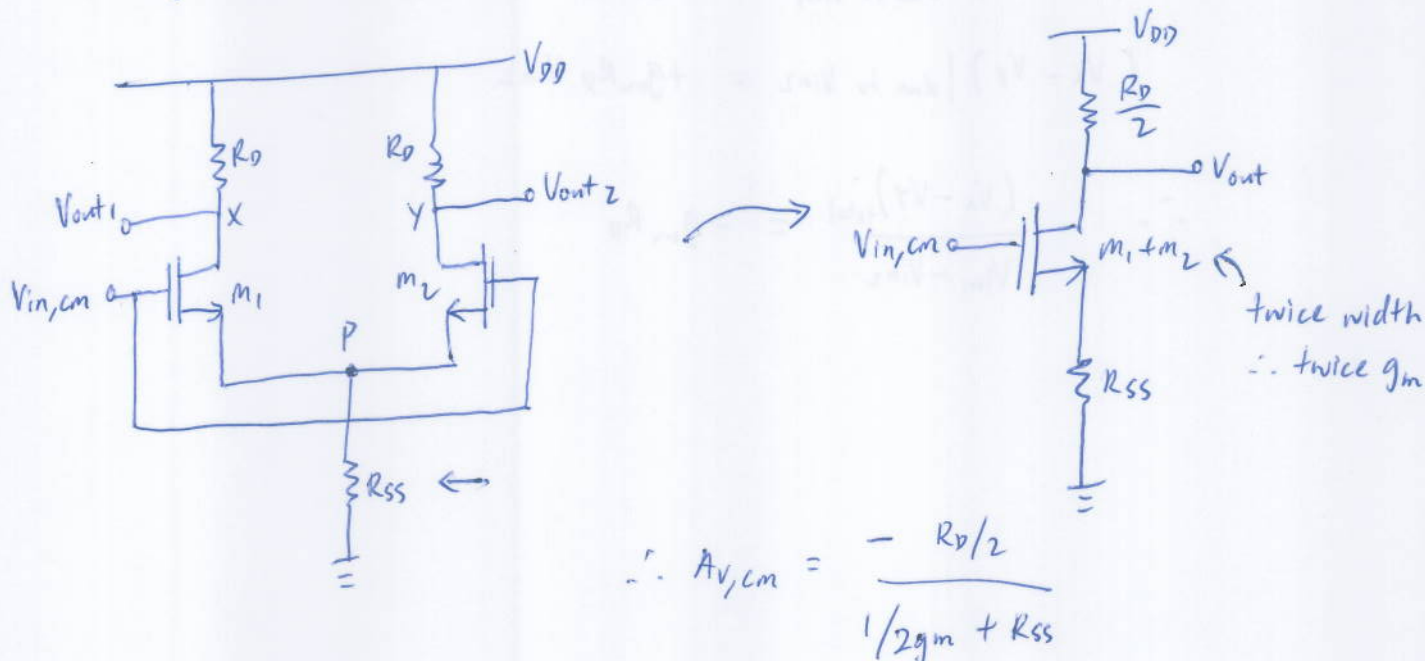 VDD
RD
RD
Vout1
X
Y
Vout2
Vin,cm
M1
M2
P
RSS
VDD
RD/2
Vout
Vin,cm
M1+M2
twice width
∴ twice gm
RSS
∴ Av,cm = - RD/2 / 1/2gm + RSS